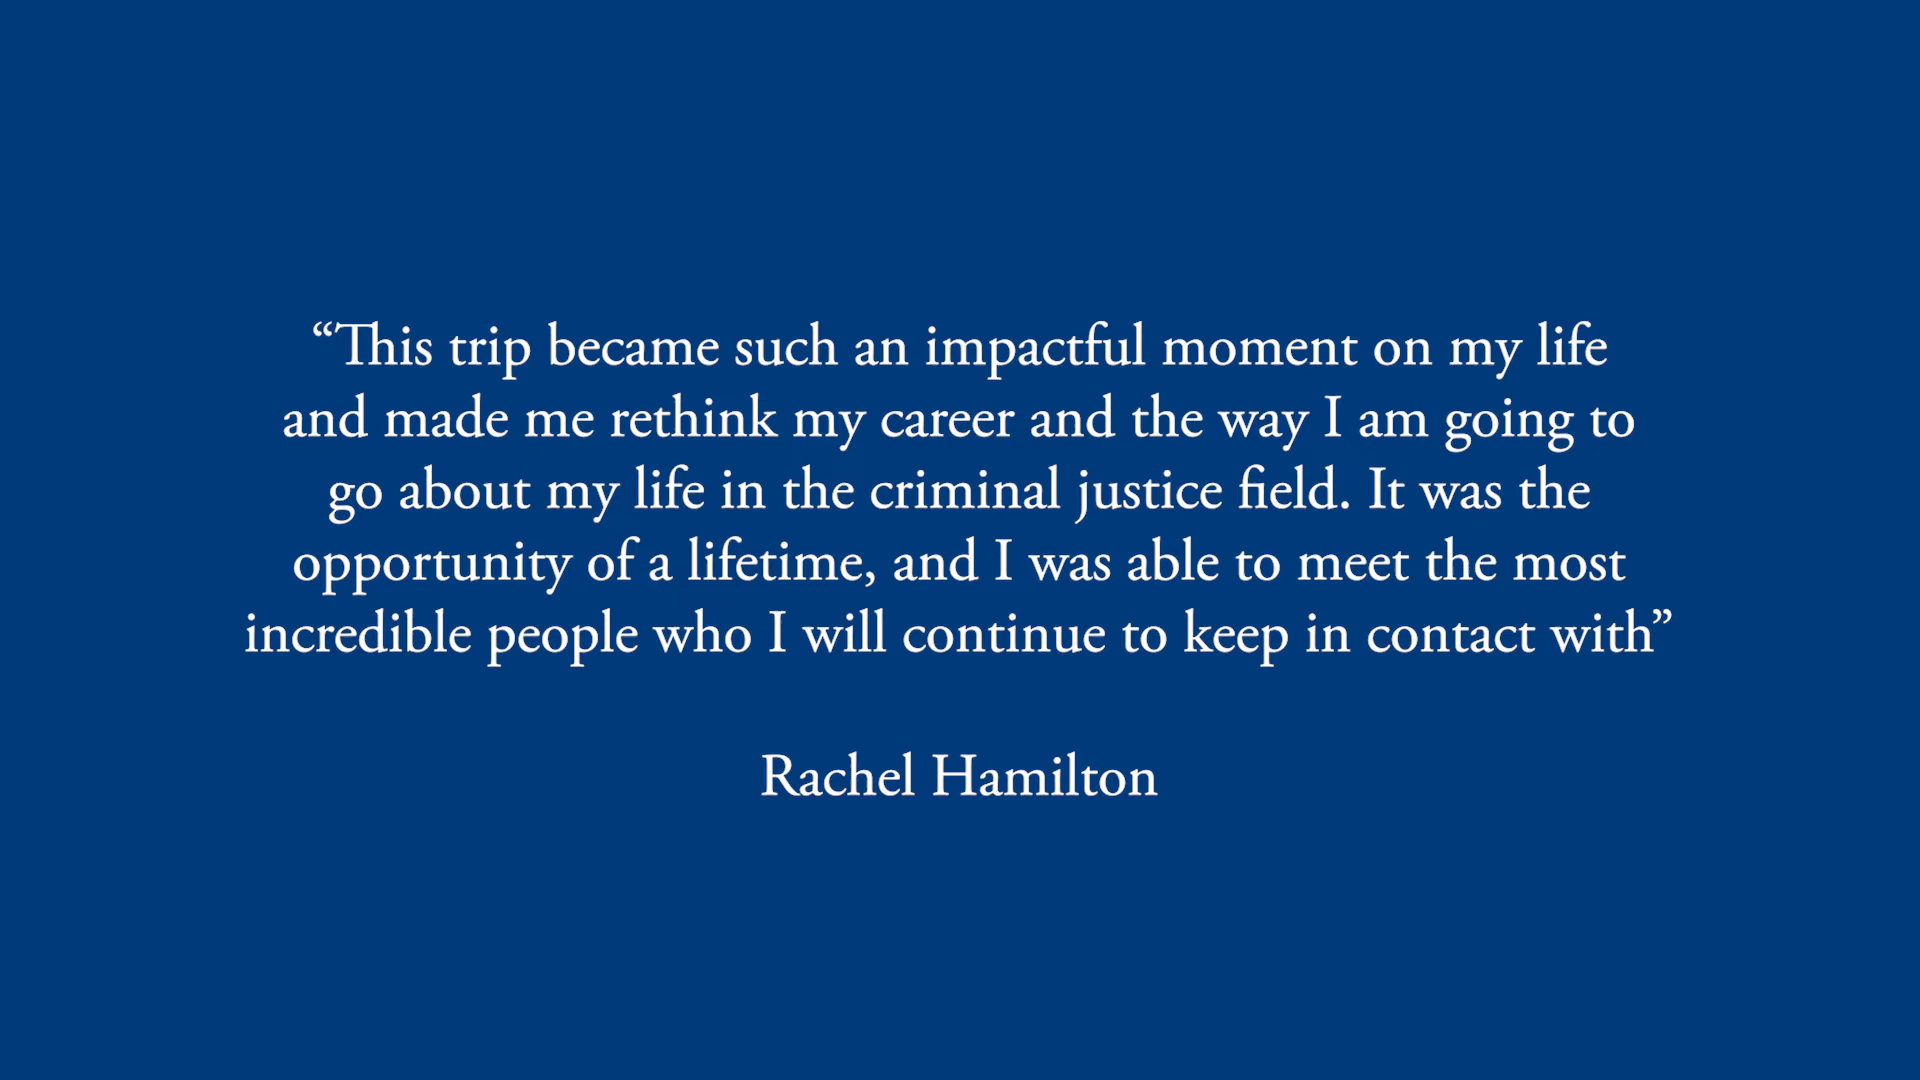 “This trip became such an impactful moment on my life
and made me rethink my career and the way I am going to
go about my life in the criminal justice field. It was the
opportunity of a lifetime, and I was able to meet the most
incredible people who I will continue to keep in contact with”
Rachel Hamilton